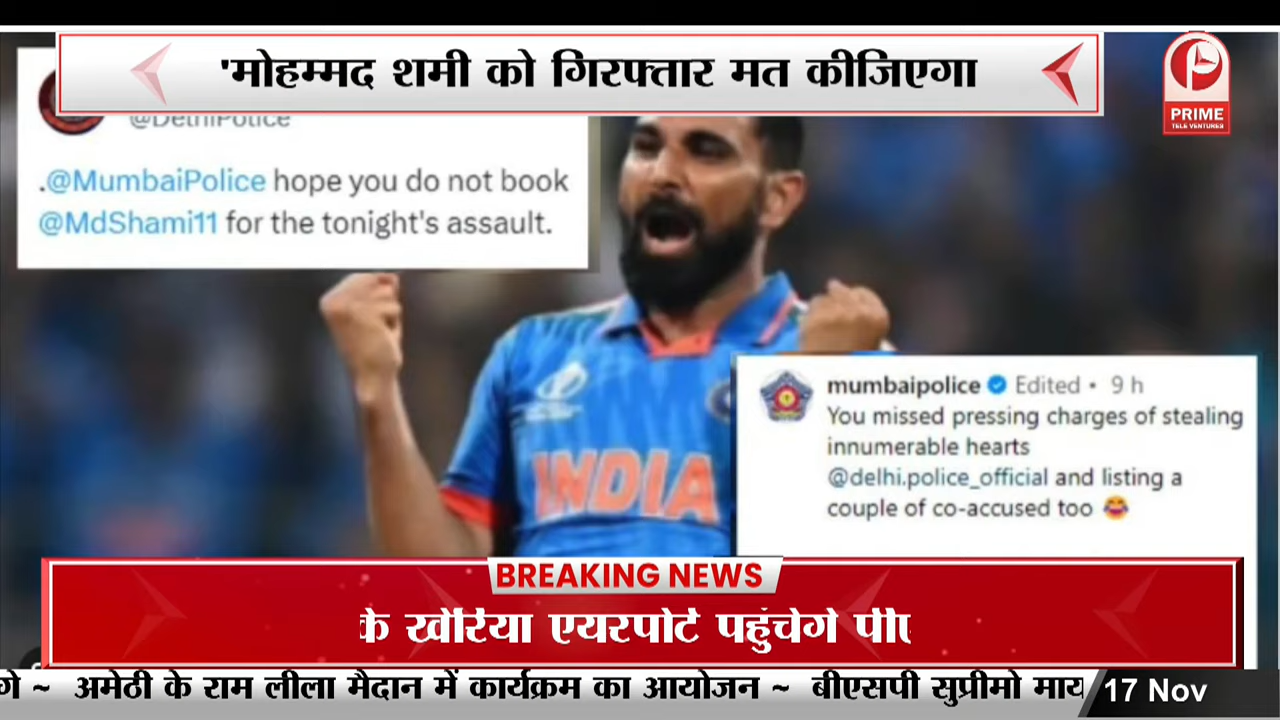 'मोहम्मद शमी को गिरफ्तार मत कीजिएगा
PRIME
TELE VENTURES
@DelhiPolice
.@MumbaiPolice hope you do not book
@MdShami11 for the tonight's assault.
INDIA
mumbaipolice Edited • 9 h
You missed pressing charges of stealing
innumerable hearts
@delhi.police_official and listing a
couple of co-accused too 😂
BREAKING NEWS
के खेरिया एयरपोर्ट पहुंचेगे
गे ~ अमेठी के राम लीला मैदान में कार्यक्रम का आयोजन ~ बीएसपी सुप्रीमो
17 Nov